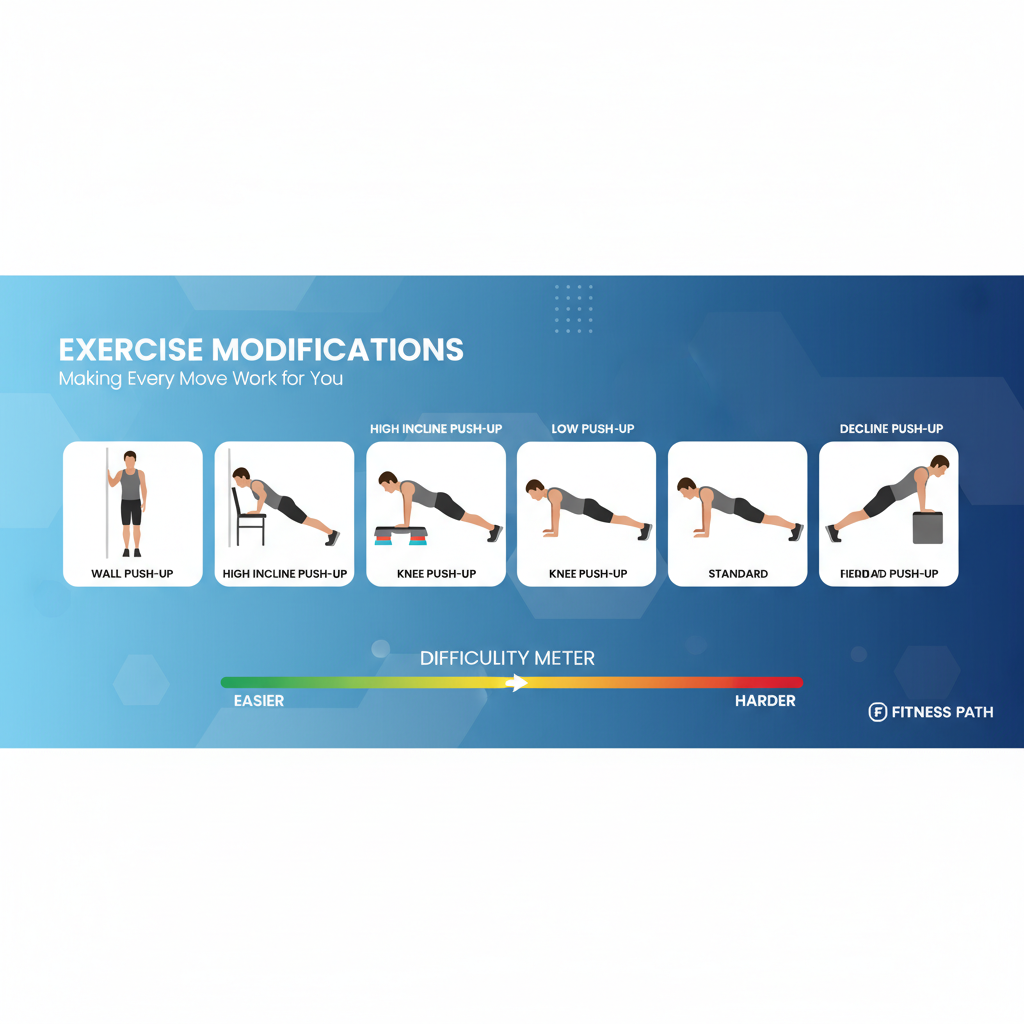 EXERCISE MODIFICATIONS
Making Every Move Work for You
HIGH INCLINE PUSH-UP
LOW PUSH-UP
DECLINE PUSH-UP
WALL PUSH-UP
HIGH INCLINE PUSH-UP
KNEE PUSH-UP
KNEE PUSH-UP
STANDARD
PUSH-UP
DIFFICULITY METER
EASIER
HARDER
F FITNESS PATH